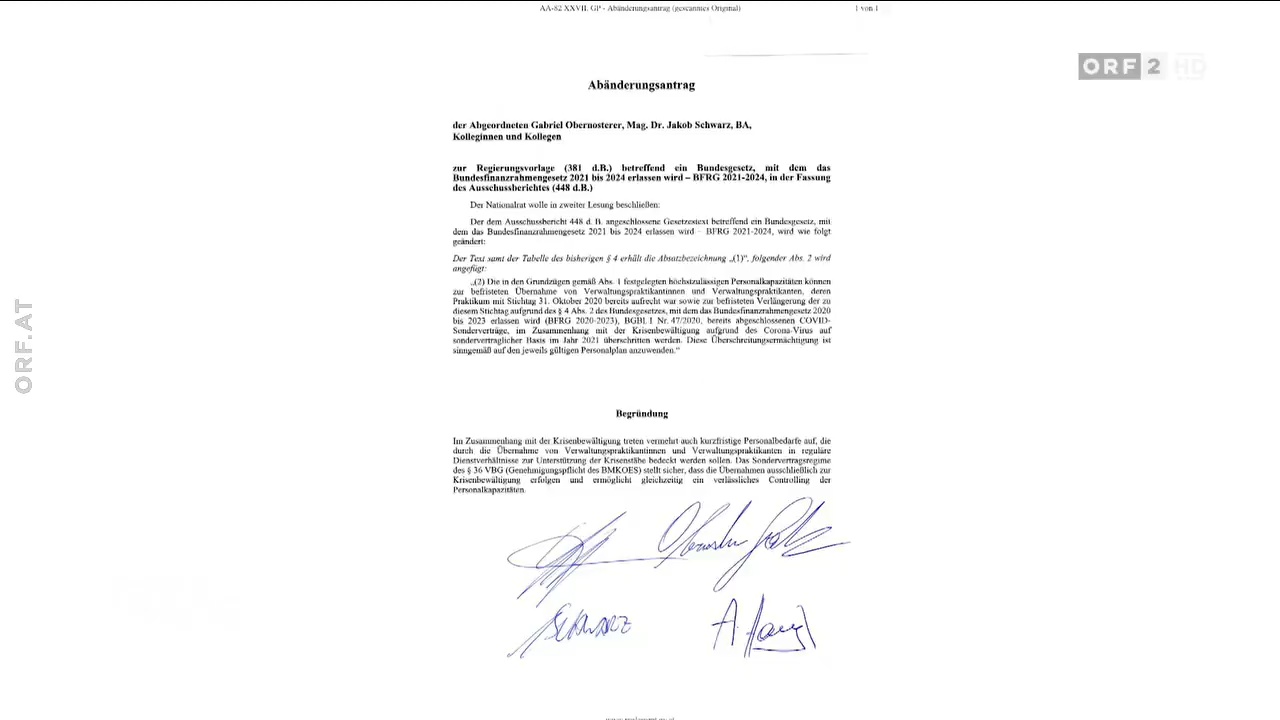 AA-82 XXVII. GP - Abänderungsantrag (gescanntes Original)
1 von 1
ORF 2 HD
Abänderungsantrag
der Abgeordneten Gabriel Obernosterer, Mag. Dr. Jakob Schwarz, BA,
Kolleginnen und Kollegen
zur Regierungsvorlage (381 d.B.) betreffend ein Bundesgesetz, mit dem das
Bundesfinanzrahmengesetz 2021 bis 2024 erlassen wird – BFRG 2021-2024, in der Fassung
des Ausschussberichtes (448 d.B.)
Der Nationalrat wolle in zweiter Lesung beschließen:
Der dem Ausschussbericht 448 d. B. angeschlossene Gesetzestext betreffend ein Bundesgesetz, mit
dem das Bundesfinanzrahmengesetz 2021 bis 2024 erlassen wird – BFRG 2021-2024, wird wie folgt
geändert:
Der Text samt der Tabelle des bisherigen § 4 erhält die Absatzbezeichnung „(1)“, folgender Abs. 2 wird
angefügt:
„(2) Die in den Grundzügen gemäß Abs. 1 festgelegten höchstzulässigen Personalkapazitäten können
zur befristeten Übernahme von Verwaltungspraktikantinnen und Verwaltungspraktikanten, deren
Praktikum mit Stichtag 31. Oktober 2020 bereits aufrecht war sowie zur befristeten Verlängerung der zu
diesem Stichtag aufgrund des § 4 Abs. 2 des Bundesgesetzes, mit dem das Bundesfinanzrahmengesetz 2020
bis 2023 erlassen wird (BFRG 2020-2023), BGBl. I Nr. 47/2020, bereits abgeschlossenen COVID-
Sonderverträge, im Zusammenhang mit der Krisenbewältigung aufgrund des Corona-Virus auf
sondervertraglicher Basis im Jahr 2021 überschritten werden. Diese Überschreitungsermächtigung ist
sinngemäß auf den jeweils gültigen Personalplan anzuwenden.“
Begründung
Im Zusammenhang mit der Krisenbewältigung treten vermehrt auch kurzfristige Personalbedarfe auf, die
durch die Übernahme von Verwaltungspraktikantinnen und Verwaltungspraktikanten in reguläre
Dienstverhältnisse zur Unterstützung der Krisenstäbe bedeckt werden sollen. Das Sondervertragsregime
des § 36 VBG (Genehmigungspflicht des BMKOES) stellt sicher, dass die Übernahmen ausschließlich zur
Krisenbewältigung erfolgen und ermöglicht gleichzeitig ein verlässliches Controlling der
Personalkapazitäten.
SCHWARZ
ORF.AT